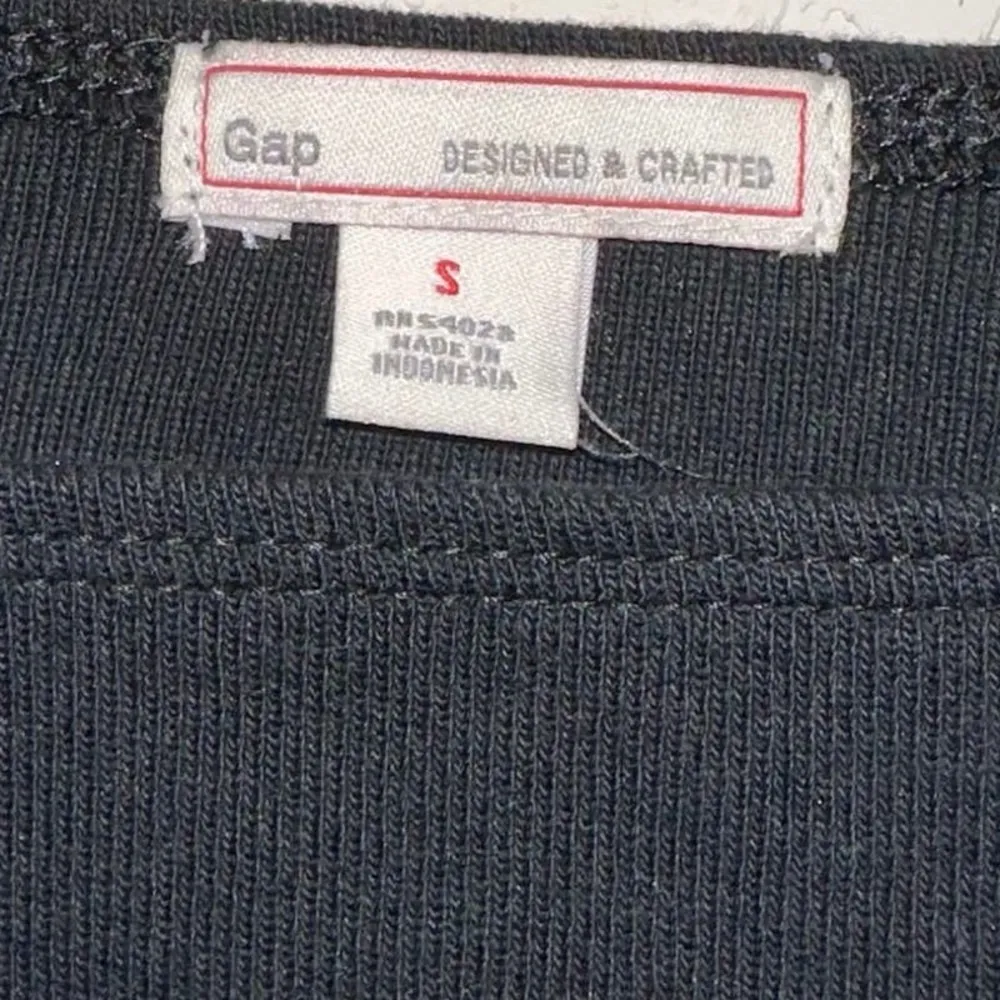 Gap DESIGNED & CRAFTED
S
RN 54023
MADE IN
INDONESIA